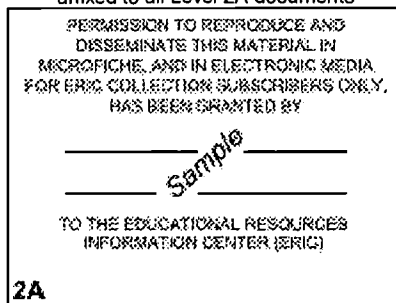 affixed to all Level 2A documents
PERMISSION TO REPRODUCE AND
DISSEMINATE THIS MATERIAL IN
MICROFICHE, AND IN ELECTRONIC MEDIA
FOR ERIC COLLECTION SUBSCRIBERS ONLY,
HAS BEEN GRANTED BY
Sample
TO THE EDUCATIONAL RESOURCES
INFORMATION CENTER (ERIC)
2A